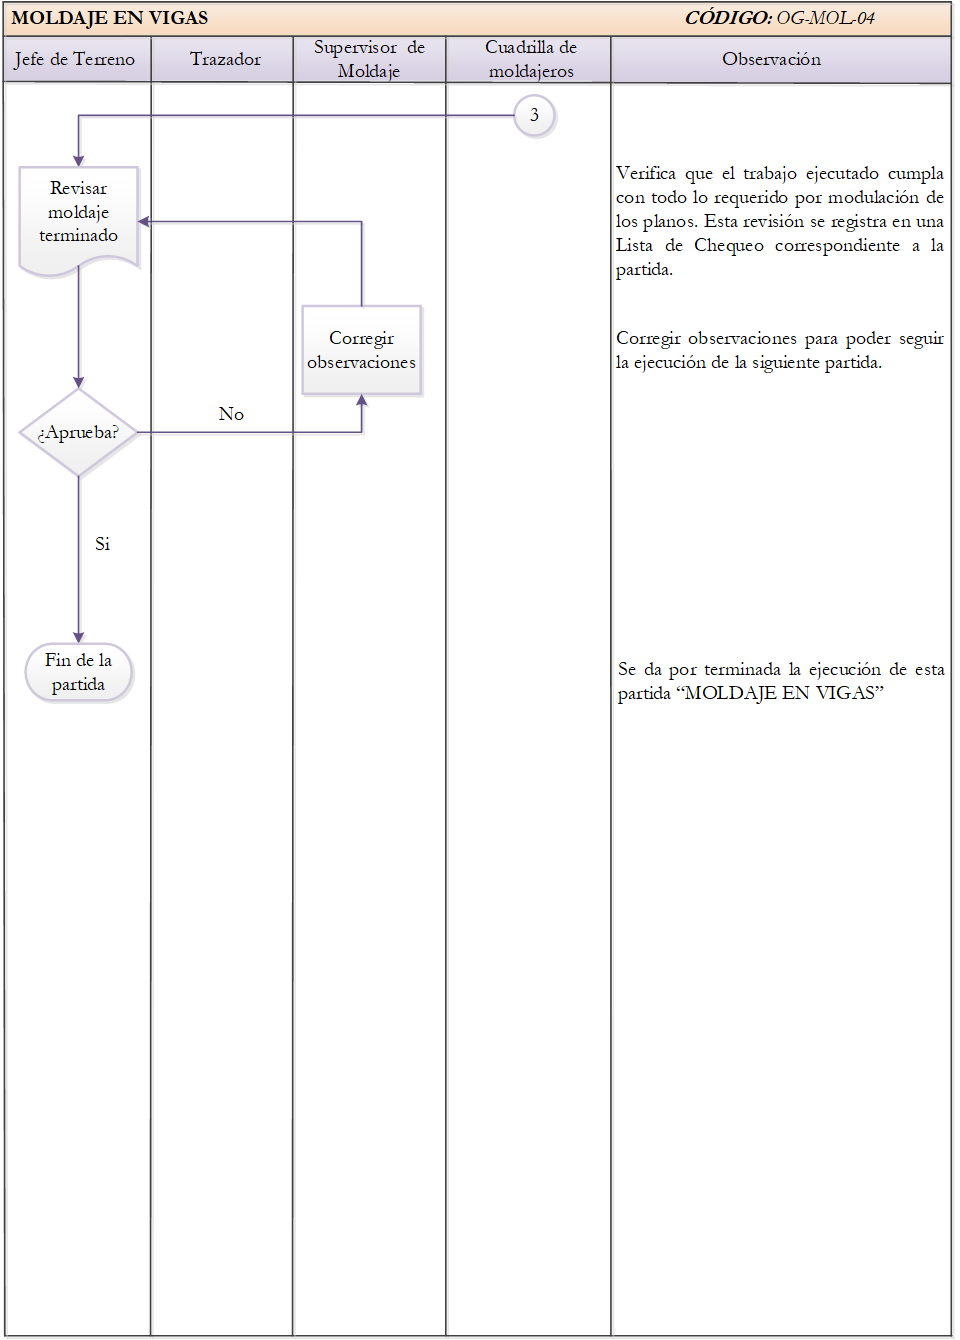 MOLDAJE EN VIGAS
CÓDIGO: OG-MOL-04
Jefe de Terreno
Trazador
Supervisor de
Moldaje
Cuadrilla de
moldajeros
Observación
3
Revisar
moldaje
terminado
Verifica que el trabajo ejecutado cumpla
con todo lo requerido por modulación de
los planos. Esta revisión se registra en una
Lista de Chequeo correspondiente a la
partida.
Corregir
observaciones
Corregir observaciones para poder seguir
la ejecución de la siguiente partida.
No
¿Aprueba?
Si
Fin de la
partida
Se da por terminada la ejecución de esta
partida “MOLDAJE EN VIGAS”